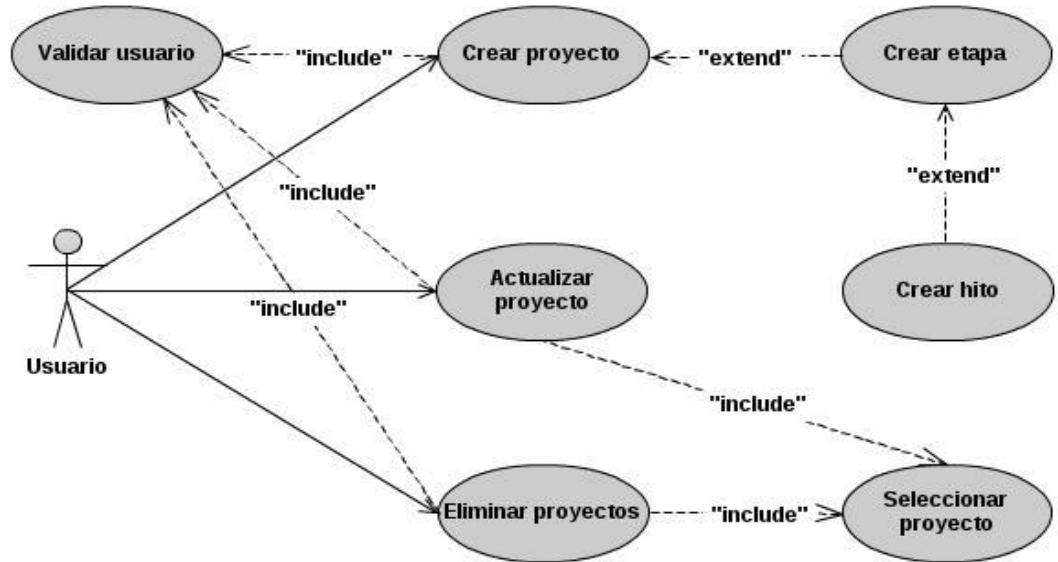 Validar usuario
"include"
Crear proyecto
"extend"
Crear etapa
"include"
"extend"
Usuario
"include"
Actualizar
proyecto
Crear hito
"include"
Eliminar proyectos
"include"
Seleccionar
proyecto